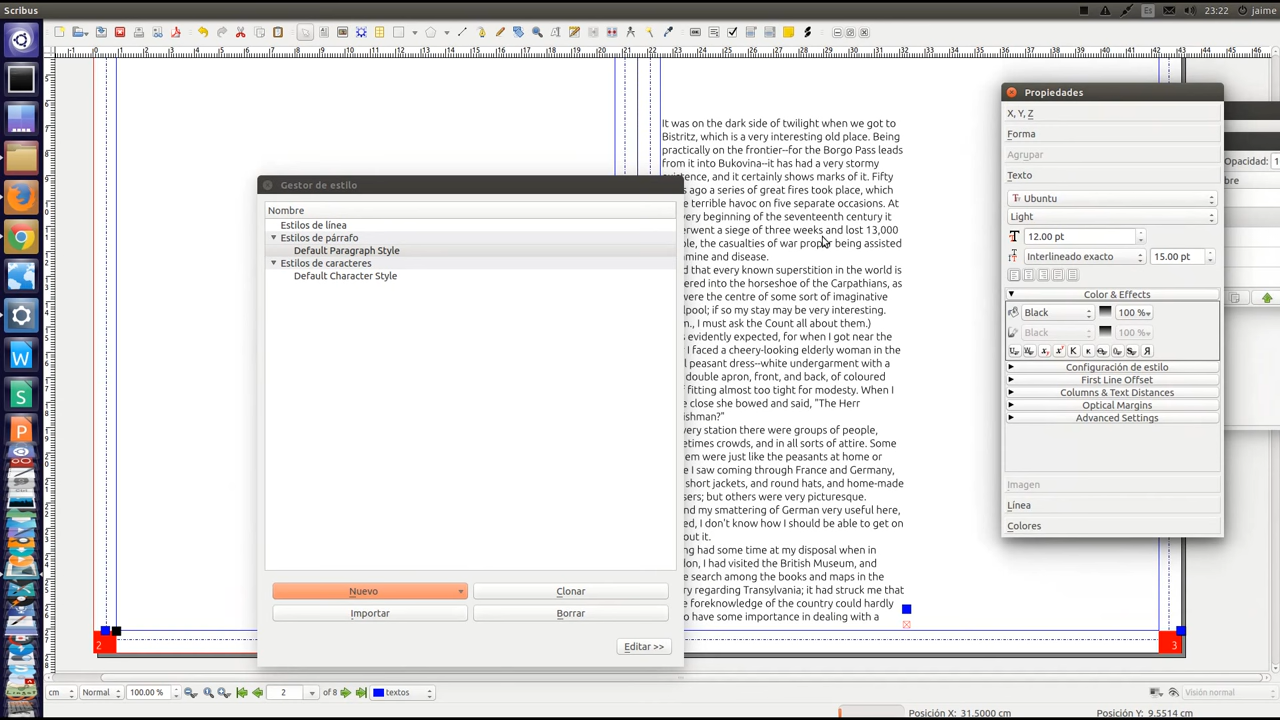 Scribus
Es
23:22
jaime
It was on the dark side of twilight when we got to
Bistritz, which is a very interesting old place. Being
practically on the frontier--for the Borgo Pass leads
from it into Bukovina--it has had a very stormy
existence, and it certainly shows marks of it. Fifty
s ago a series of great fires took place, which
e terrible havoc on five separate occasions. At
very beginning of the seventeenth century it
erwent a siege of three weeks and lost 13,000
ple, the casualties of war proper being assisted
mine and disease.
d that every known superstition in the world is
ered into the horseshoe of the Carpathians, as
were the centre of some sort of imaginative
lpool; if so my stay may be very interesting.
m., I must ask the Count all about them.)
s evidently expected, for when I got near the
I faced a cheery-looking elderly woman in the
l peasant dress--white undergarment with a
double apron, front, and back, of coloured
fitting almost too tight for modesty. When I
e close she bowed and said, "The Herr
ishman?"
very station there were groups of people,
etimes crowds, and in all sorts of attire. Some
em were just like the peasants at home or
e I saw coming through France and Germany,
short jackets, and round hats, and home-made
sers; but others were very picturesque.
nd my smattering of German very useful here,
ed, I don't know how I should be able to get on
out it.
ng had some time at my disposal when in
don, I had visited the British Museum, and
e search among the books and maps in the
ry regarding Transylvania; it had struck me that
e foreknowledge of the country could hardly
to have some importance in dealing with a
Gestor de estilo
Nombre
Estilos de línea
Estilos de párrafo
Default Paragraph Style
Estilos de caracteres
Default Character Style
Nuevo
Clonar
Importar
Borrar
Editar >>
Propiedades
X, Y, Z
Forma
Agrupar
Texto
Ubuntu
Light
12.00 pt
Interlineado exacto
15.00 pt
Color & Effects
Black
100 %
Black
100 %
Configuración de estilo
First Line Offset
Columns & Text Distances
Optical Margins
Advanced Settings
Imagen
Línea
Colores
Opacidad:
bre
2
3
cm
Normal
100.00 %
2
of 8
textos
Visión normal
Posición X:
31.5000 cm
Posición Y:
9.5514 cm